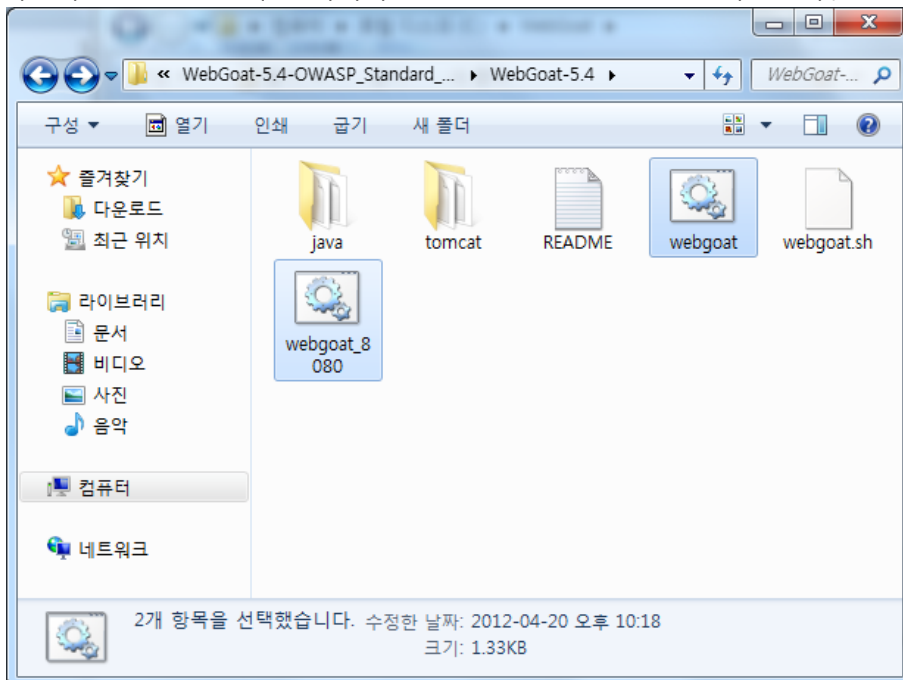 « WebGoat-5.4-OWASP_Standard_... ▸ WebGoat-5.4 ▸
WebGoat-...
구성 열기 인쇄 굽기 새 폴더
즐겨찾기
다운로드
최근 위치
라이브러리
문서
비디오
사진
음악
컴퓨터
네트워크
java tomcat README webgoat webgoat.sh
webgoat_8
080
2개 항목을 선택했습니다. 수정한 날짜: 2012-04-20 오후 10:18
크기: 1.33KB